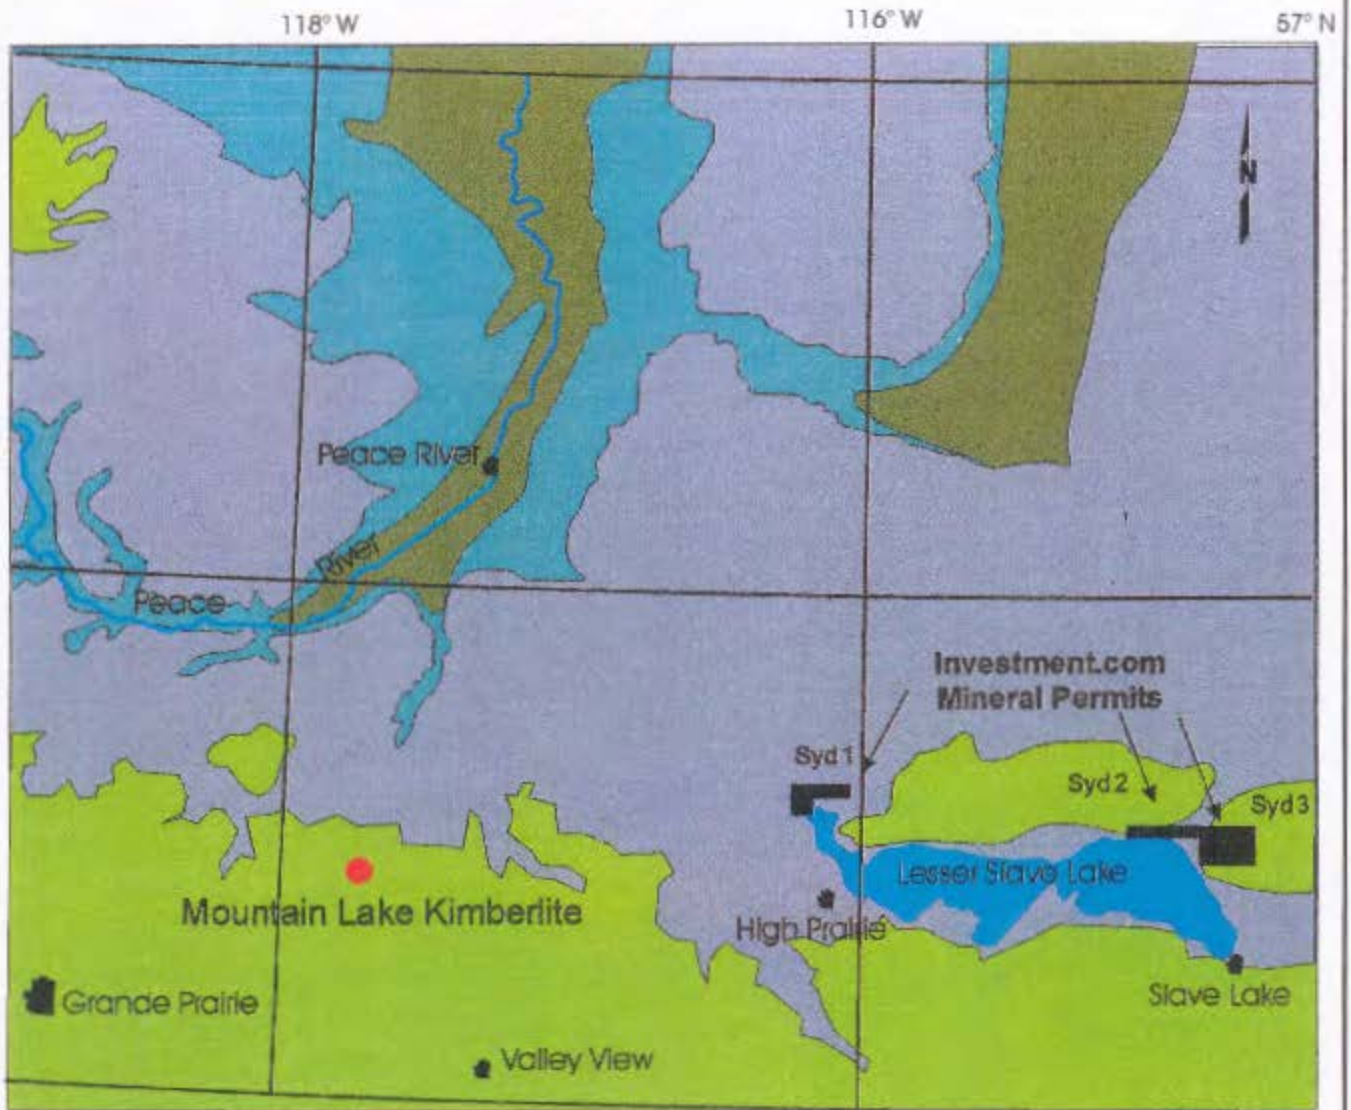 118° W
116° W
57° N
N
Peace River
River
Peace
Investment.com
Mineral Permits
Syd 1
Syd 2
Syd 3
Lesser Slave Lake
Mountain Lake Kimberlite
High Prairie
Grande Prairie
Slave Lake
Valley View